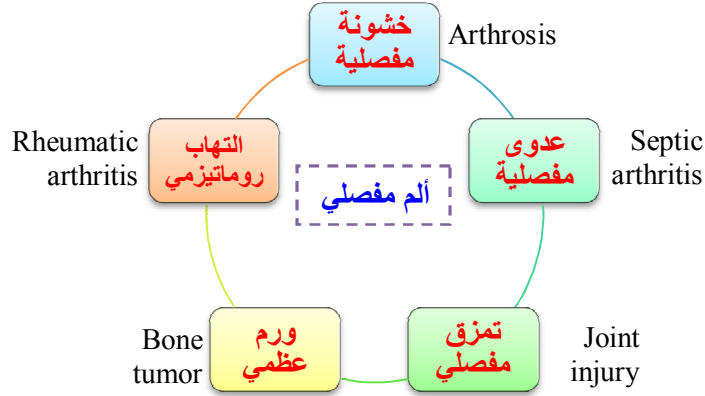 خشونة
مفصلية
Arthrosis
عدوى
مفصلية
Septic
arthritis
تمزق
مفصلي
Joint
injury
ورم
عظمي
Bone
tumor
التهاب
روماتيزمي
Rheumatic
arthritis
ألم مفصلي